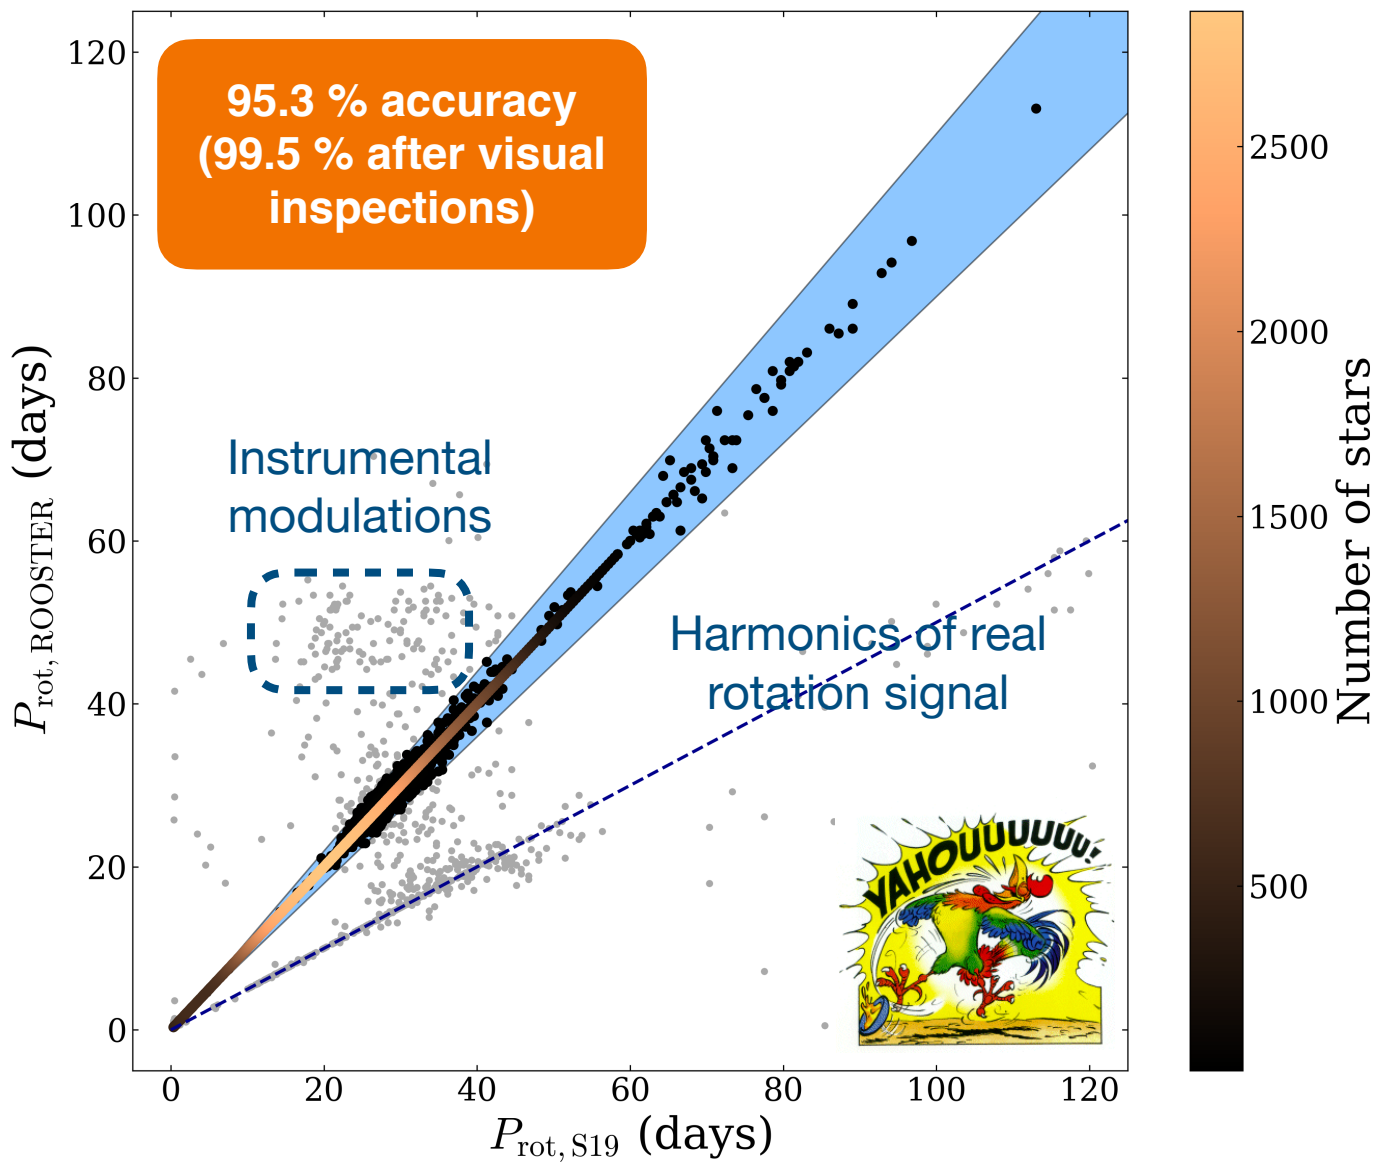 95.3 % accuracy
(99.5 % after visual
inspections)
Instrumental
modulations
Harmonics of real
rotation signal
YAHOUUUUUU!
120
100
80
60
40
20
0
P rot, ROOSTER (days)
0 20 40 60 80 100 120
P rot, S19 (days)
2500
2000
1500
1000
500
Number of stars